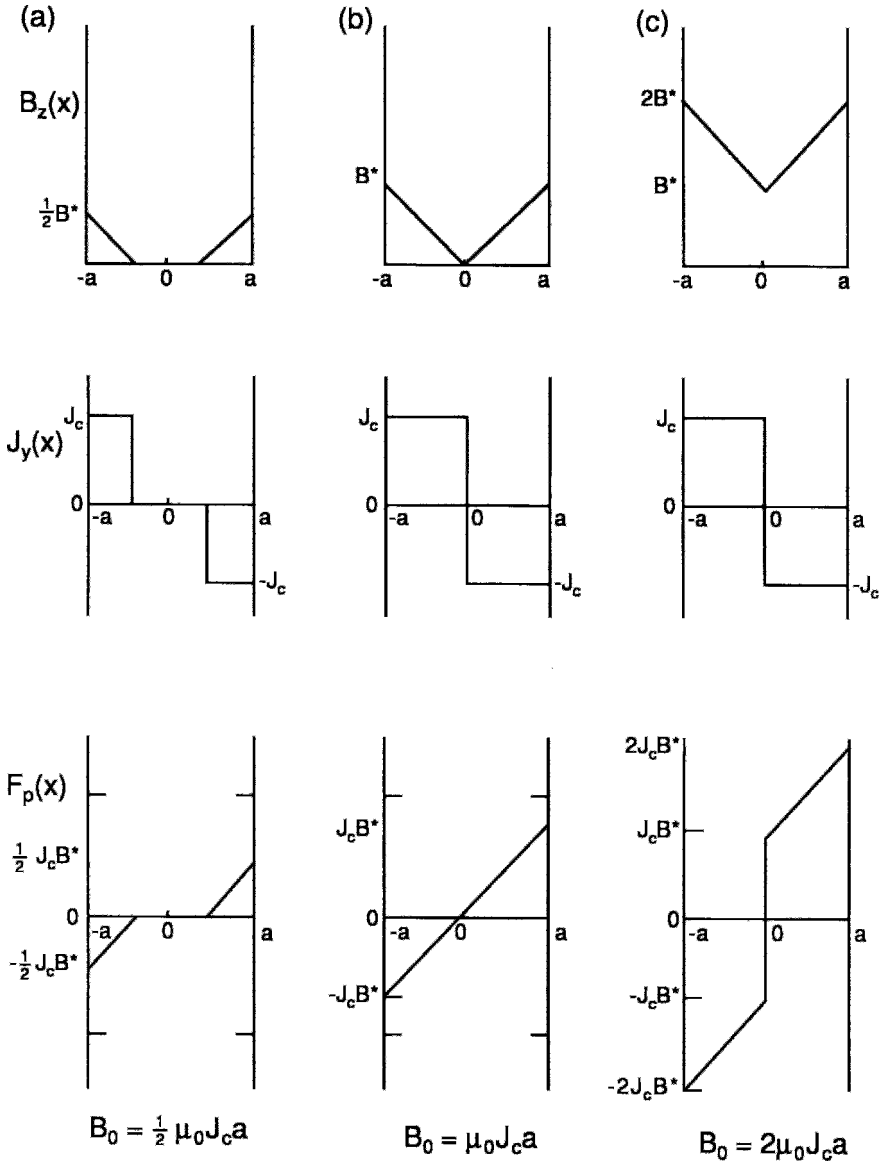 (a) (b) (c)
B_z(x)
½B* B* 2B* B*
-a 0 a -a 0 a -a 0 a
J_y(x)
J_c J_c J_c
0 0 0
-a 0 a -a 0 a -a 0 a
-J_c -J_c -J_c
F_p(x)
½ J_cB* J_cB* 2J_cB* J_cB*
0 0 0
-a 0 a -a 0 a -a 0 a
-½ J_cB* -J_cB* -J_cB* -2J_cB*
B_0 = ½ μ_0J_ca B_0 = μ_0J_ca B_0 = 2μ_0J_ca